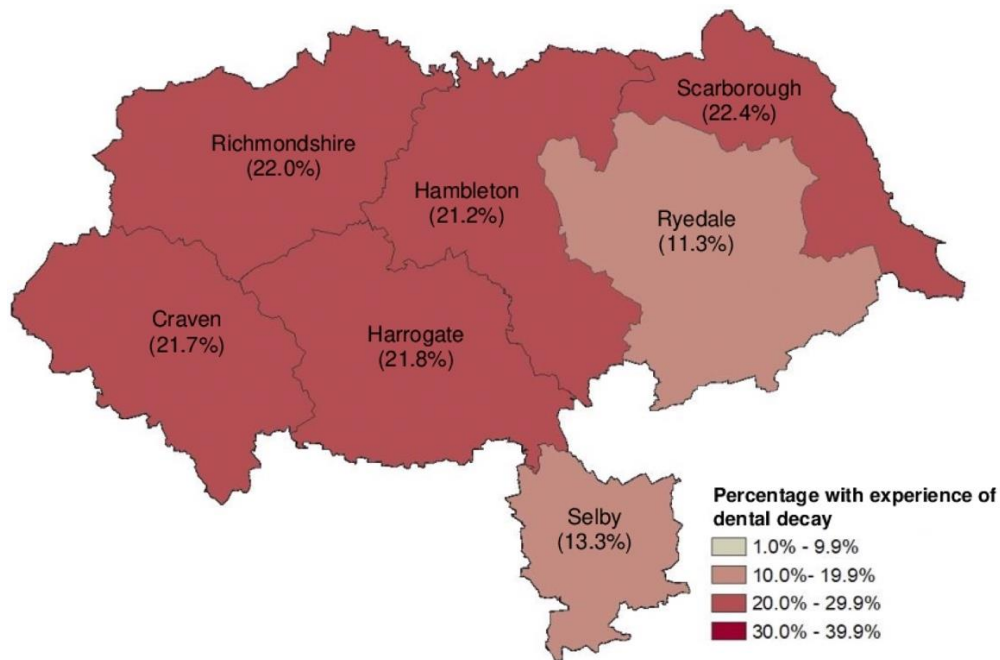 Scarborough
(22.4%)
Richmondshire
(22.0%)
Hambleton
(21.2%)
Ryedale
(11.3%)
Craven
(21.7%)
Harrogate
(21.8%)
Selby
(13.3%)
Percentage with experience of
dental decay
1.0% - 9.9%
10.0%- 19.9%
20.0% - 29.9%
30.0% - 39.9%